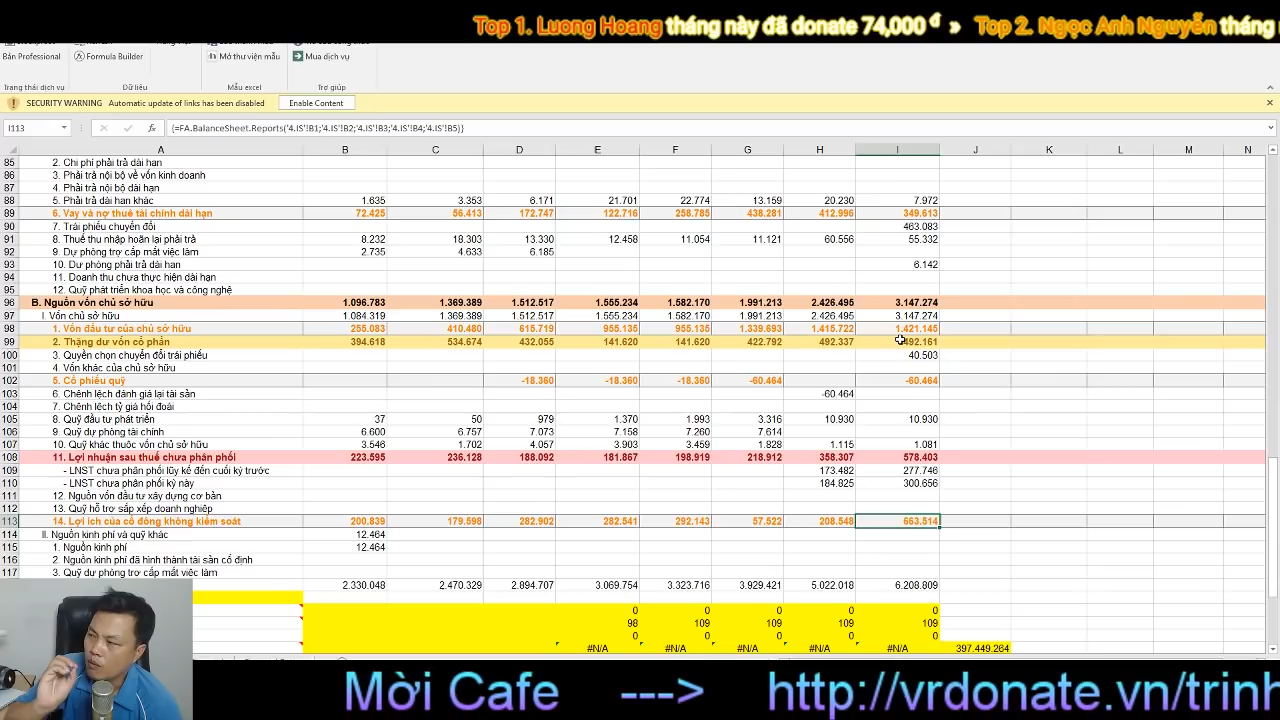 Top 1. Luong Hoang tháng này đã donate 74,000 đ » Top 2. Ngọc Anh Nguyễn tháng
Bán Professional Formula Builder Mở thư viện mẫu Mua dịch vụ
Trạng thái dịch vụ Dữ liệu Mẫu excel Trợ giúp
SECURITY WARNING Automatic update of links has been disabled Enable Content
I113 fx {=FA.BalanceSheet.Reports('4.IS'!B1;'4.IS'!B2;'4.IS'!B3;'4.IS'!B4;'4.IS'!B5)}
A B C D E F G H I J K L M N
85 2. Chi phí phải trả dài hạn
86 3. Phải trả nội bộ về vốn kinh doanh
87 4. Phải trả nội bộ dài hạn
88 5. Phải trả dài hạn khác 1.635 3.353 6.171 21.701 22.774 13.159 20.230 7.972
89 6. Vay và nợ thuê tài chính dài hạn 72.425 56.413 172.747 122.716 258.785 438.281 412.996 349.613
90 7. Trái phiếu chuyển đổi 463.083
91 8. Thuế thu nhập hoãn lại phải trả 8.232 18.303 13.330 12.458 11.054 11.121 60.556 55.332
92 9. Dự phòng trợ cấp mất việc làm 2.735 4.633 6.185
93 10. Dự phòng phải trả dài hạn 6.142
94 11. Doanh thu chưa thực hiện dài hạn
95 12. Quỹ phát triển khoa học và công nghệ
96 B. Nguồn vốn chủ sở hữu 1.096.783 1.369.389 1.512.517 1.555.234 1.582.170 1.991.213 2.426.495 3.147.274
97 I. Vốn chủ sở hữu 1.084.319 1.369.389 1.512.517 1.555.234 1.582.170 1.991.213 2.426.495 3.147.274
98 1. Vốn đầu tư của chủ sở hữu 255.083 410.480 615.719 955.135 955.135 1.339.693 1.415.722 1.421.145
99 2. Thặng dư vốn cổ phần 394.618 534.674 432.055 141.620 141.620 422.792 492.337 492.161
100 3. Quyền chọn chuyển đổi trái phiếu 40.503
101 4. Vốn khác của chủ sở hữu
102 5. Cổ phiếu quỹ -18.360 -18.360 -18.360 -60.464 -60.464
103 6. Chênh lệch đánh giá lại tài sản -60.464
104 7. Chênh lệch tỷ giá hối đoái
105 8. Quỹ đầu tư phát triển 37 50 979 1.370 1.993 3.316 10.930 10.930
106 9. Quỹ dự phòng tài chính 6.600 6.757 7.073 7.158 7.260 7.614
107 10. Quỹ khác thuộc vốn chủ sở hữu 3.546 1.702 4.057 3.903 3.459 1.828 1.115 1.081
108 11. Lợi nhuận sau thuế chưa phân phối 223.595 236.128 188.092 181.867 198.919 218.912 358.307 578.403
109 - LNST chưa phân phối lũy kế đến cuối kỳ trước 173.482 277.746
110 - LNST chưa phân phối kỳ này 184.825 300.656
111 12. Nguồn vốn đầu tư xây dựng cơ bản
112 13. Quỹ hỗ trợ sắp xếp doanh nghiệp
113 14. Lợi ích của cổ đông không kiểm soát 200.839 179.598 282.902 282.541 292.143 57.522 208.548 663.514
114 II. Nguồn kinh phí và quỹ khác 12.464
115 1. Nguồn kinh phí 12.464
116 2. Nguồn kinh phí đã hình thành tài sản cố định
117 3. Quỹ dự phòng trợ cấp mất việc làm
2.330.048 2.470.329 2.894.707 3.069.754 3.323.716 3.929.421 5.022.018 6.208.809
0 0 0 0 0
98 109 109 109 109
0 0 0 0 0
#N/A #N/A #N/A #N/A #N/A 397.449.264
Mời Cafe ---> http://vrdonate.vn/trinh